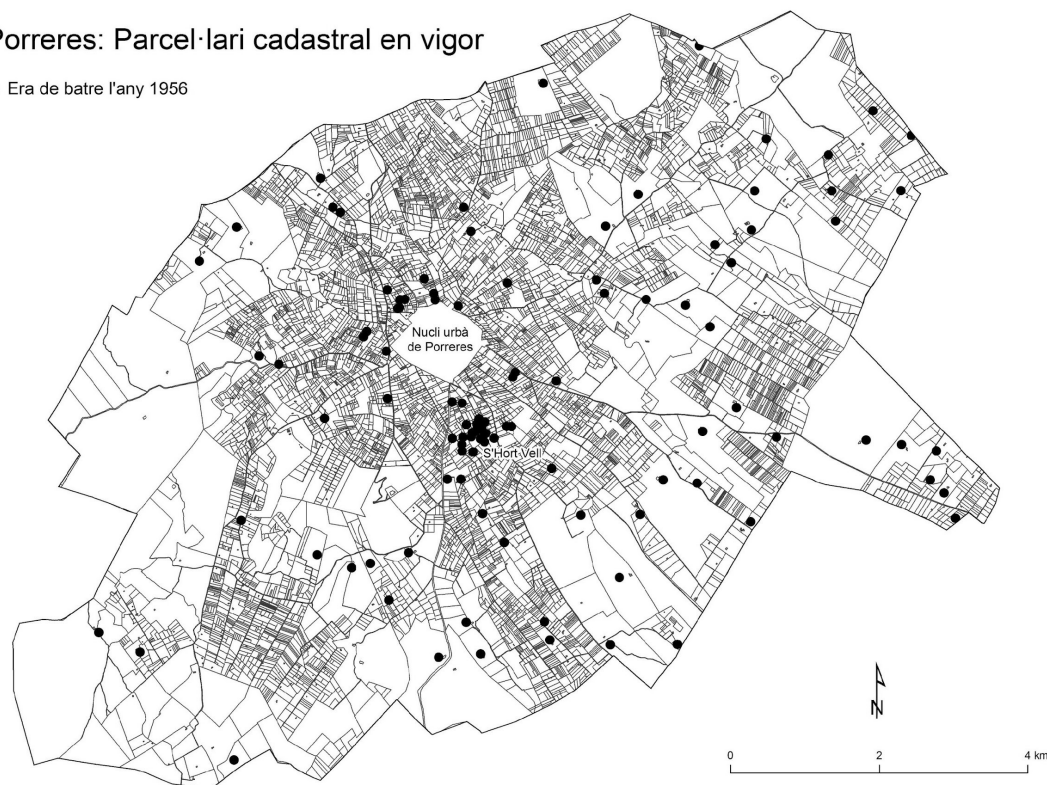 Porreres: Parcel·lari cadastral en vigor
Era de batre l'any 1956
Nucli urbà
de Porreres
S'Hort Vell
N
0 2 4 km